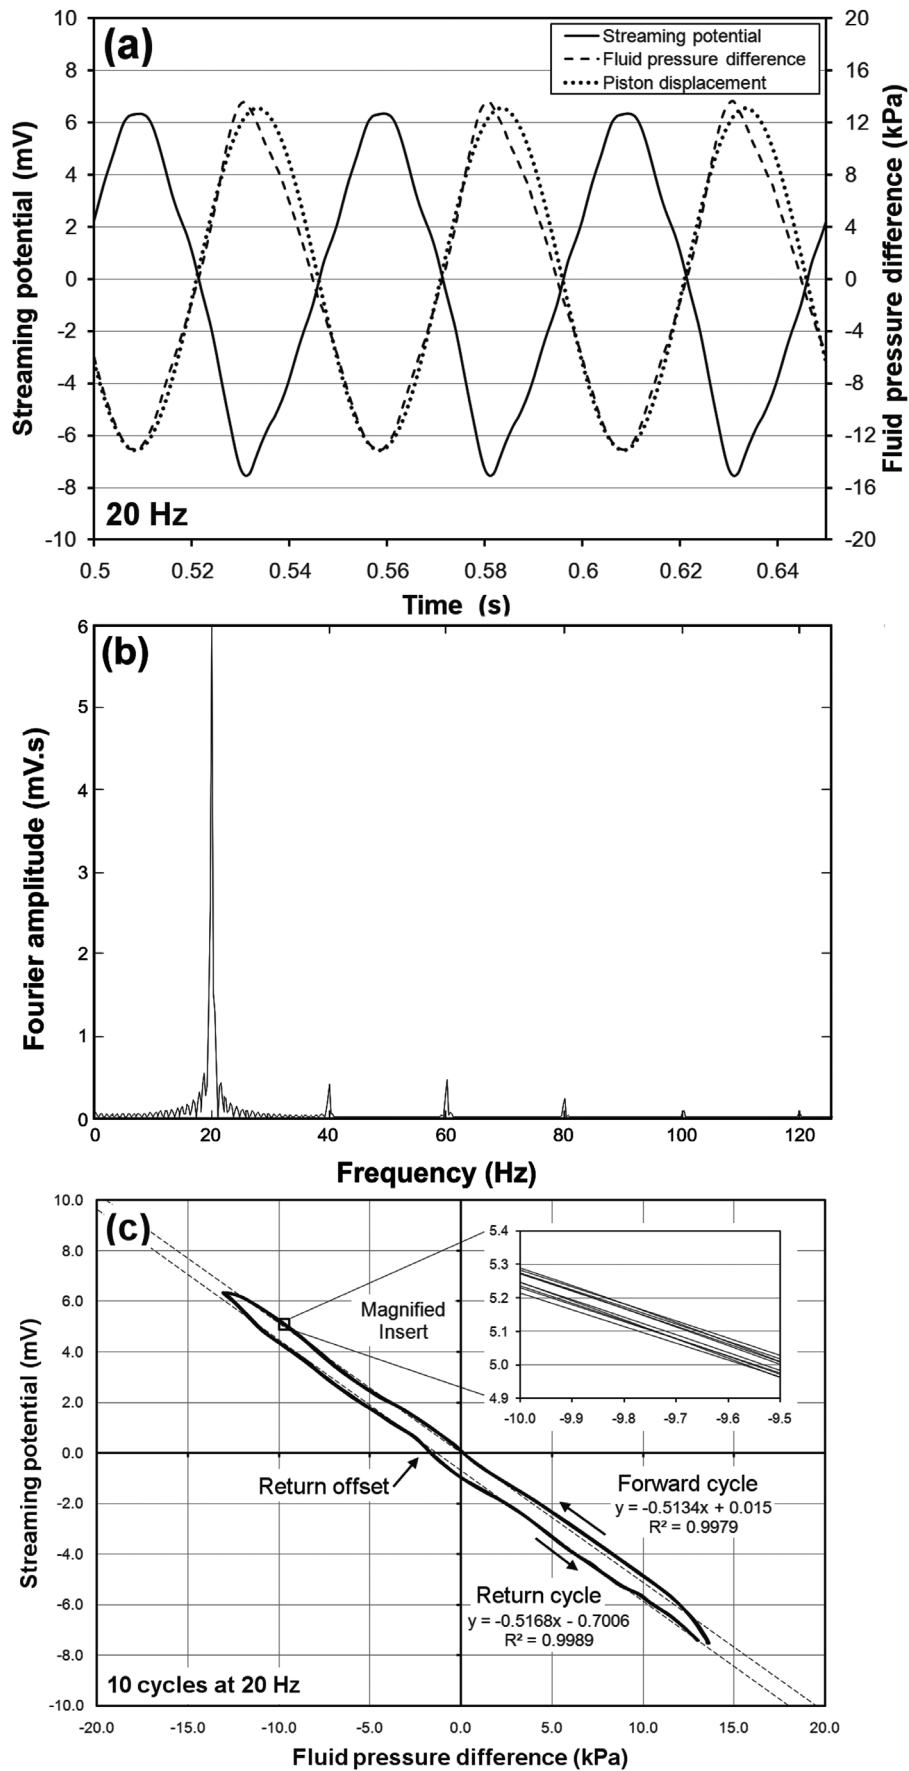 (a)
Streaming potential
Fluid pressure difference
Piston displacement
10
8
6
4
2
0
-2
-4
-6
-8
-10
Streaming potential (mV)
20
16
12
8
4
0
-4
-8
-12
-16
-20
Fluid pressure difference (kPa)
20 Hz
0.5 0.52 0.54 0.56 0.58 0.6 0.62 0.64
Time (s)
(b)
6
5
4
3
2
1
0
Fourier amplitude (mV.s)
0 20 40 60 80 100 120
Frequency (Hz)
(c)
10.0
8.0
6.0
4.0
2.0
0.0
-2.0
-4.0
-6.0
-8.0
-10.0
Streaming potential (mV)
Magnified
Insert
5.4
5.3
5.2
5.1
5.0
4.9
-10.0 -9.9 -9.8 -9.7 -9.6 -9.5
Return offset
Forward cycle
y = -0.5134x + 0.015
R² = 0.9979
Return cycle
y = -0.5168x - 0.7006
R² = 0.9989
10 cycles at 20 Hz
-20.0 -15.0 -10.0 -5.0 0.0 5.0 10.0 15.0 20.0
Fluid pressure difference (kPa)